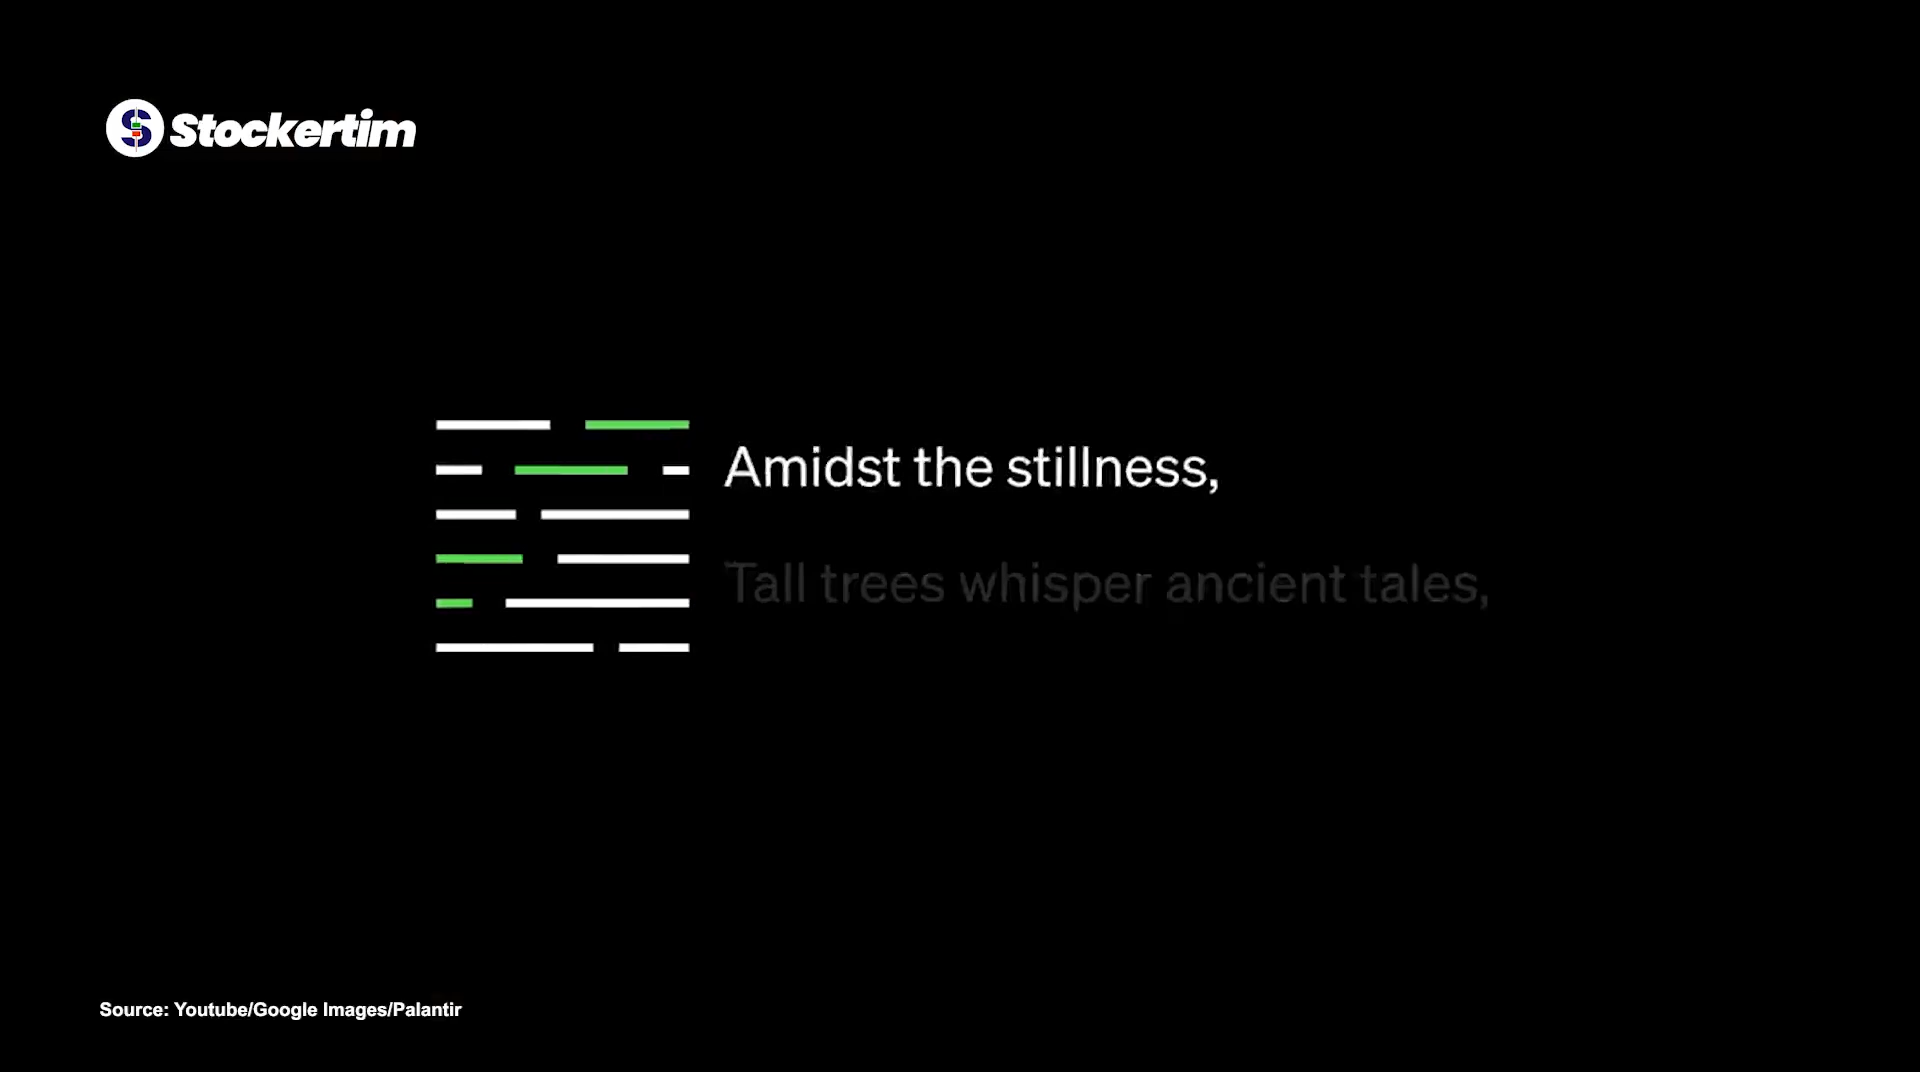 Stockertim
Amidst the stillness,
Tall trees whisper ancient tales,
Source: Youtube/Google Images/Palantir